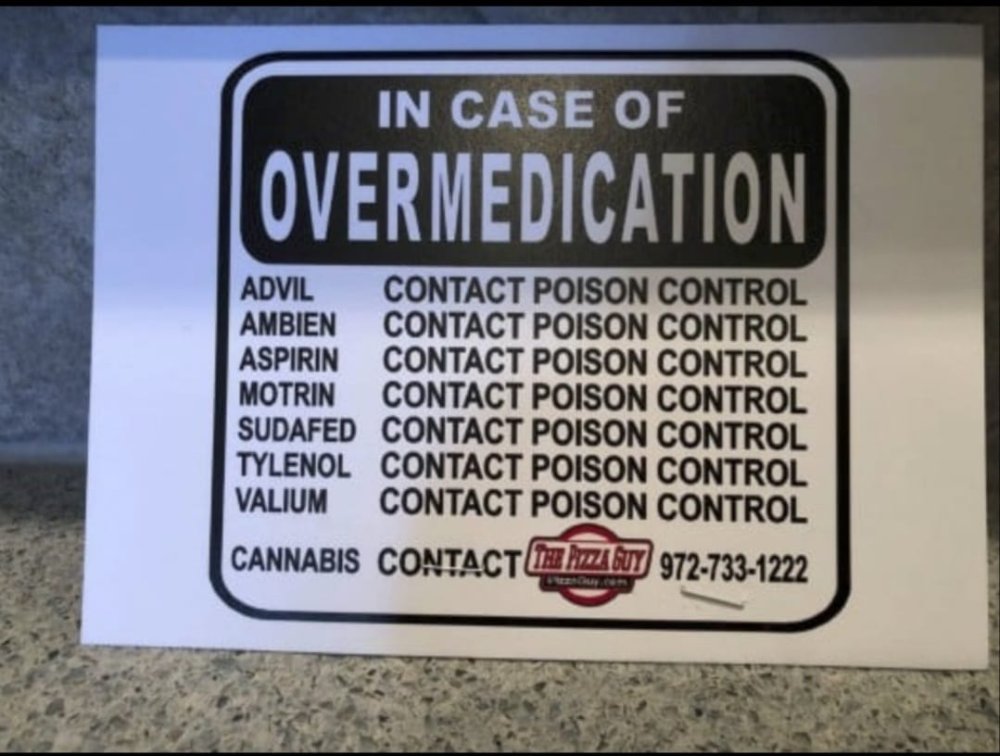 IN CASE OF
OVERMEDICATION
ADVIL CONTACT POISON CONTROL
AMBIEN CONTACT POISON CONTROL
ASPIRIN CONTACT POISON CONTROL
MOTRIN CONTACT POISON CONTROL
SUDAFED CONTACT POISON CONTROL
TYLENOL CONTACT POISON CONTROL
VALIUM CONTACT POISON CONTROL
CANNABIS CONTACT THE PIZZA GUY 972-733-1222
PizzaGuy.com